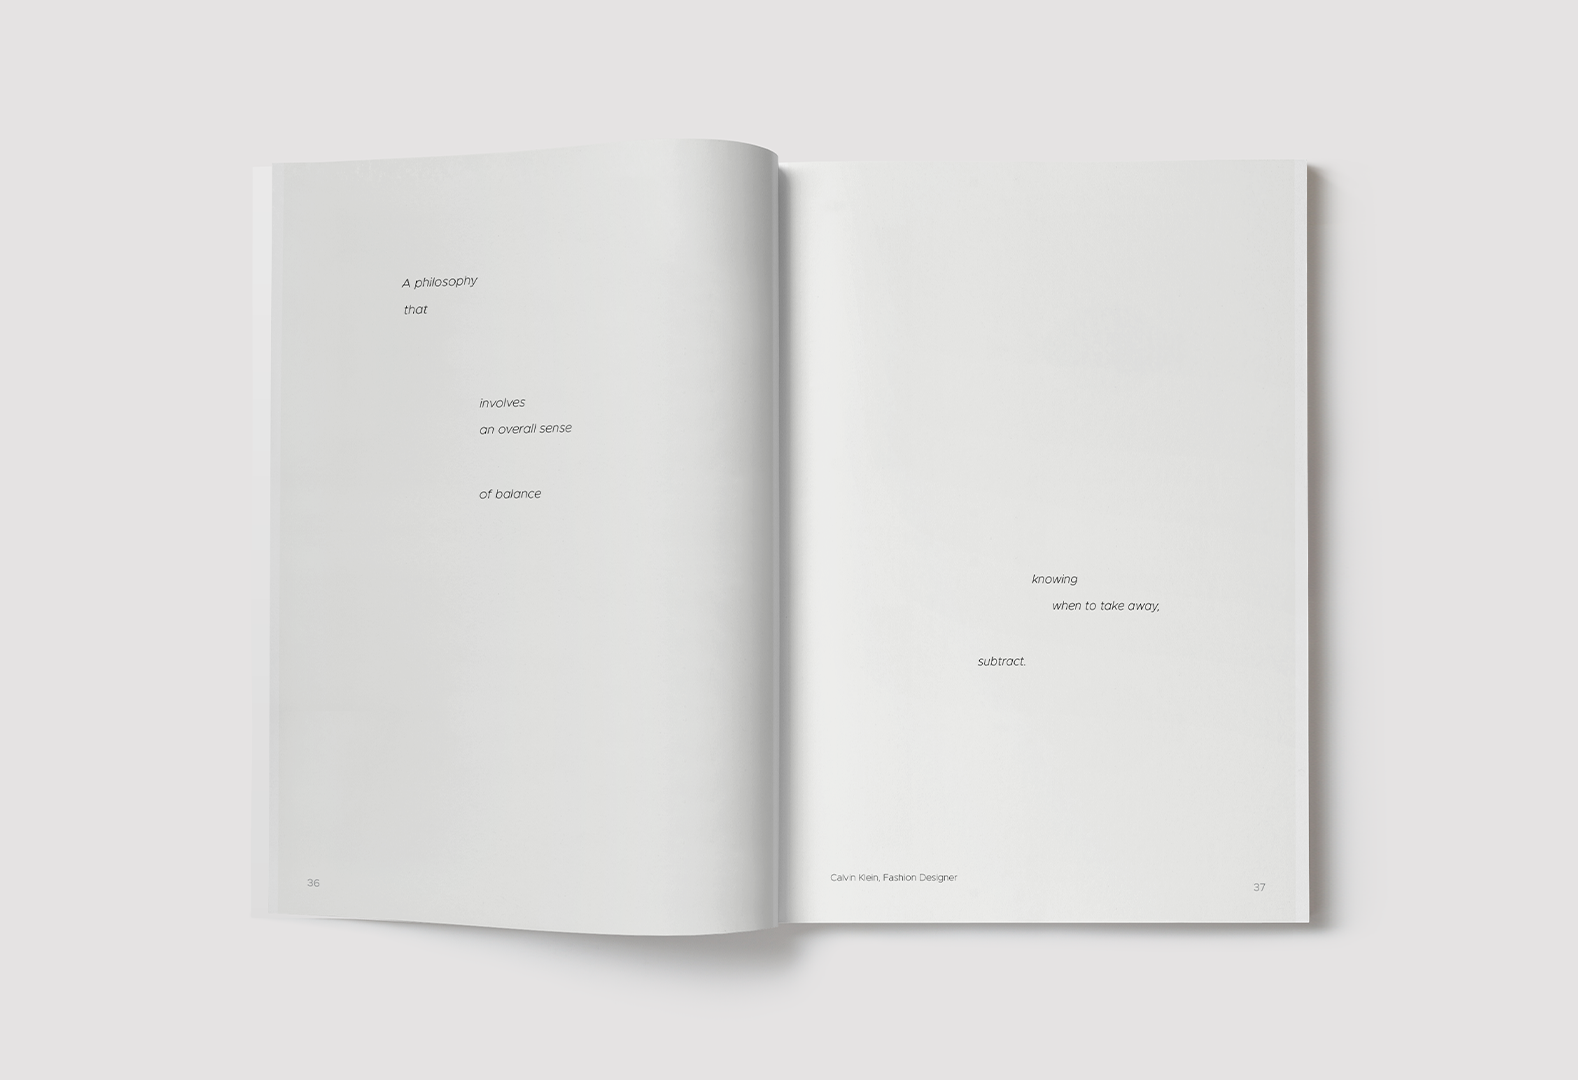 A philosophy
that
involves
an overall sense
of balance
36
knowing
when to take away,
subtract.
Calvin Klein, Fashion Designer
37